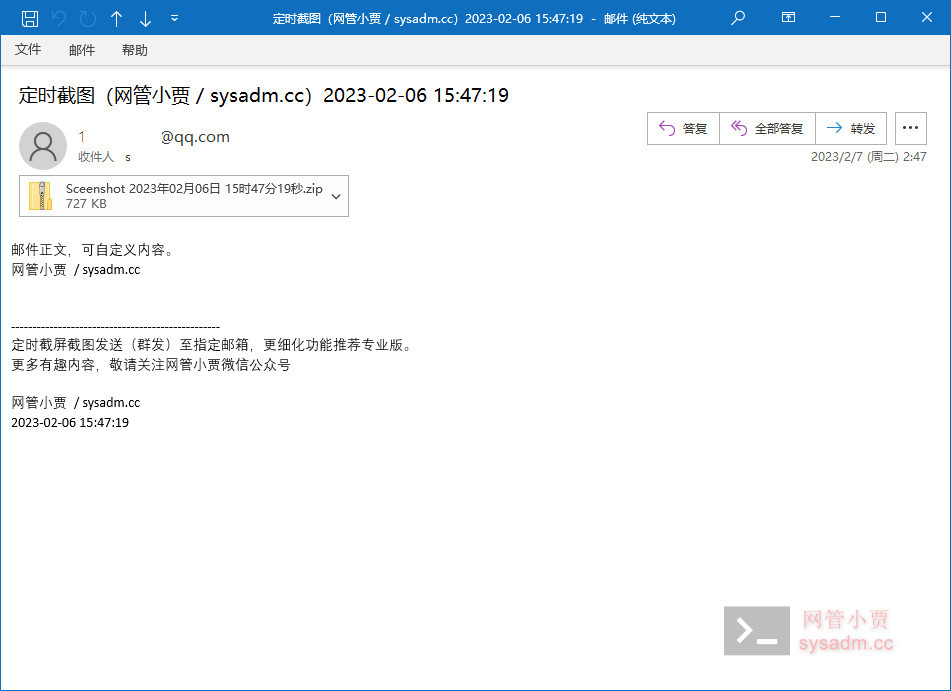 定时截图（网管小贾 / sysadm.cc）2023-02-06 15:47:19 - 邮件 (纯文本)
文件 邮件 帮助
定时截图（网管小贾 / sysadm.cc）2023-02-06 15:47:19
1 @qq.com
收件人 s
答复 全部答复 转发
2023/2/7 (周二) 2:47
Sceenshot 2023年02月06日 15时47分19秒.zip
727 KB
邮件正文，可自定义内容。
网管小贾 / sysadm.cc
-------------------------------------------------
定时截屏截图发送（群发）至指定邮箱，更细化功能推荐专业版。
更多有趣内容，敬请关注网管小贾微信公众号
网管小贾 / sysadm.cc
2023-02-06 15:47:19
网管小贾
sysadm.cc